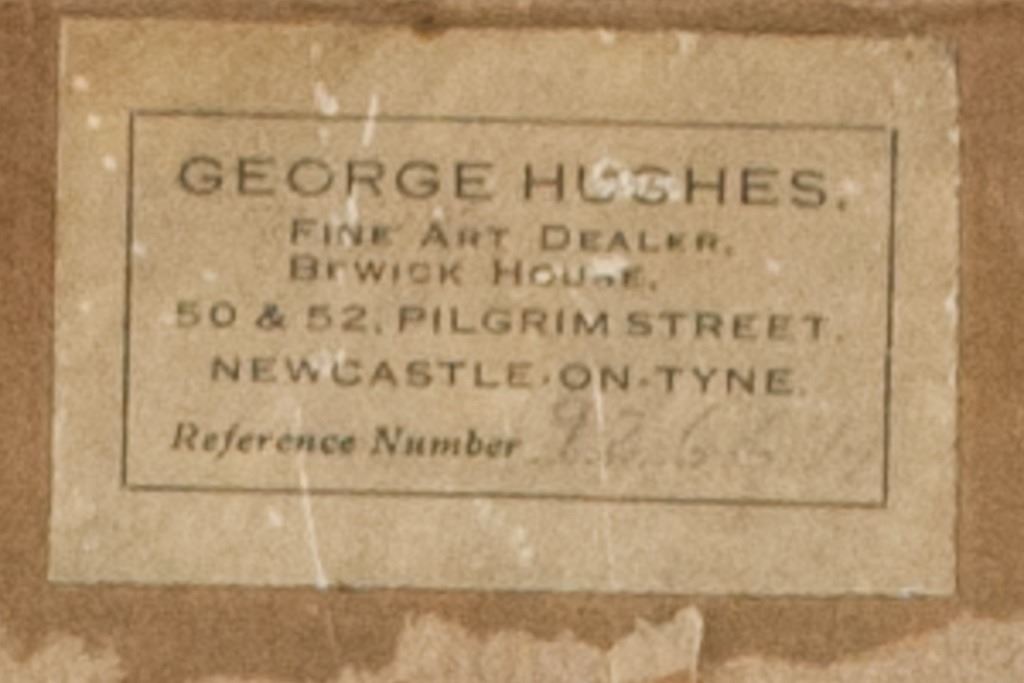 GEORGE HUGHES,
FINE ART DEALER,
BEWICK HOUSE,
50 & 52, PILGRIM STREET,
NEWCASTLE-ON-TYNE.
Reference Number